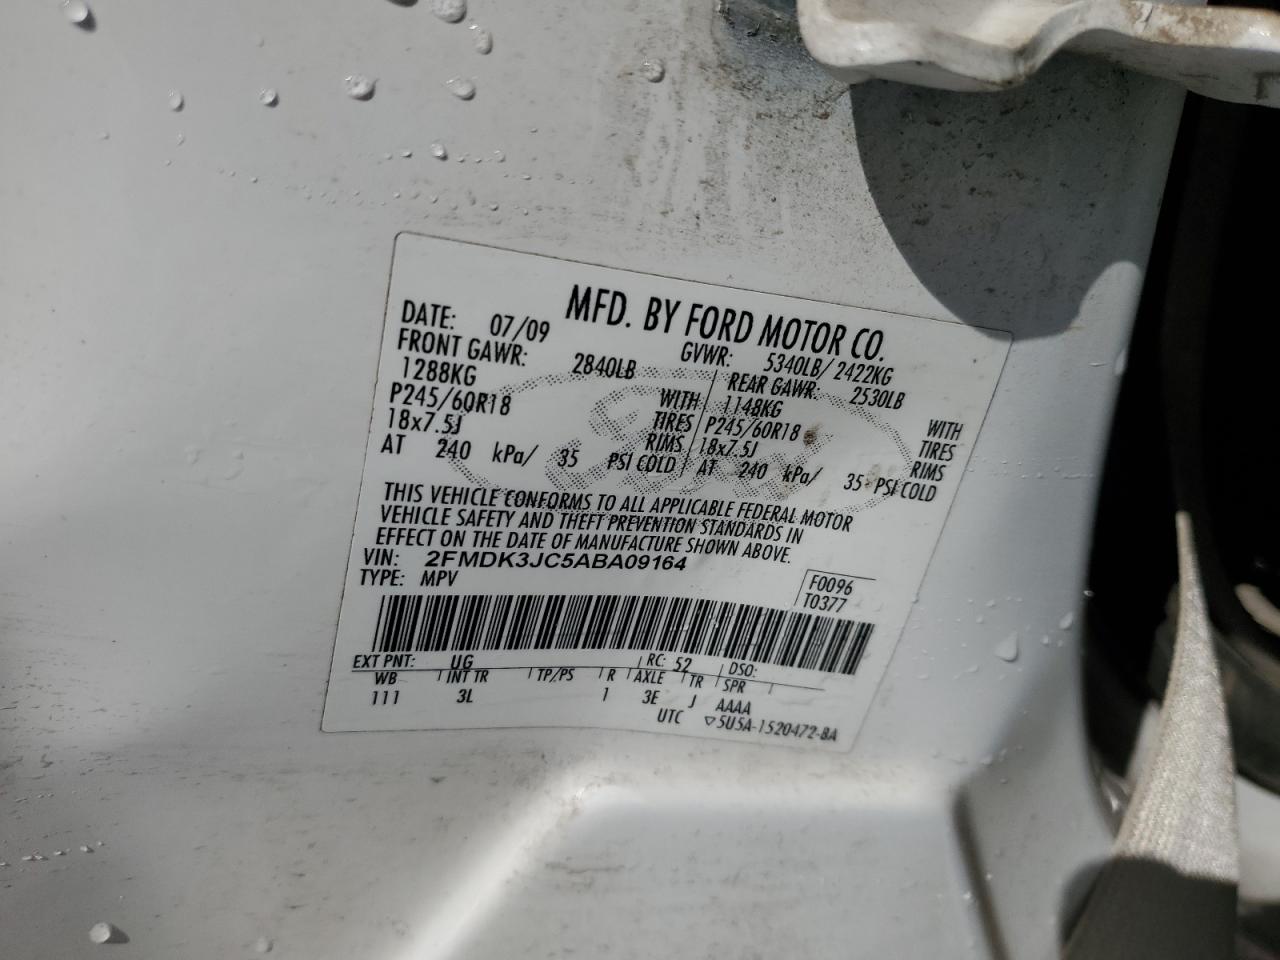 MFD. BY FORD MOTOR CO.
DATE: 07/09 GVWR: 5340LB/2422KG
FRONT GAWR: 2840LB REAR GAWR: 2530LB
1288KG WITH 1148KG WITH
P245/60R18 TIRES P245/60R18 TIRES
18x7.5J RIMS 18x7.5J RIMS
AT 240 kPa/ 35 PSI COLD AT 240 kPa/ 35 PSI COLD
THIS VEHICLE CONFORMS TO ALL APPLICABLE FEDERAL MOTOR
VEHICLE SAFETY AND THEFT PREVENTION STANDARDS IN
EFFECT ON THE DATE OF MANUFACTURE SHOWN ABOVE.
VIN: 2FMDK3JC5ABA09164
TYPE: MPV
F0096
T0377
EXT PNT: UG RC: 52 DSO:
WB INT TR TP/PS R AXLE TR SPR
111 3L 1 3E J AAAA
UTC ▽5U5A-1520472-BA